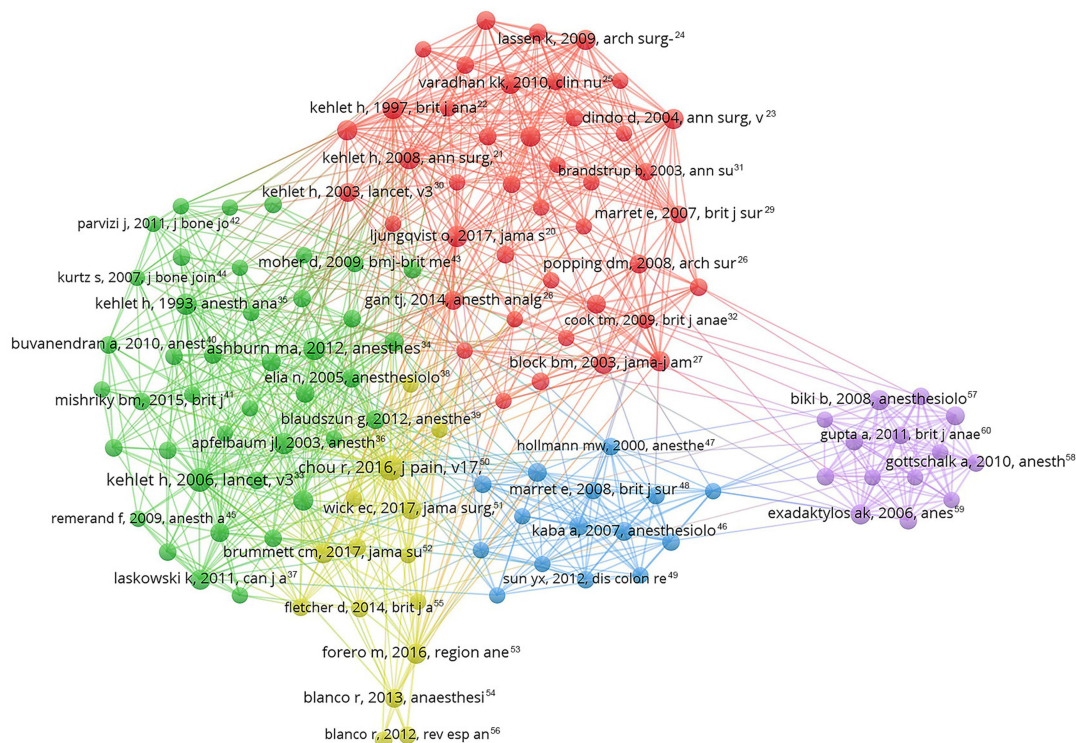 lassen k, 2009, arch surg-24
varadhan kk, 2010, clin nu25
kehlet h, 1997, brit j ana22
dindo d, 2004, ann surg, v 23
kehlet h, 2008, ann surg,21
brandstrup b, 2003, ann su31
kehlet h, 2003, lancet, v330
marret e, 2007, brit j sur29
parvizi j, 2011, j bone jo42
ljungqvist o, 2017, jama s20
moher d, 2009, bmj-brit me43
popping dm, 2008, arch sur26
kurtz s, 2007, j bone join44
kehlet h, 1993, anesth ana35
gan tj, 2014, anesth analg28
cook tm, 2009, brit j anae32
buvanendran a, 2010, anest40
ashburn ma, 2012, anesthes34
block bm, 2003, jama-j am27
elia n, 2005, anesthesiolo38
mishriky bm, 2015, brit j41
biki b, 2008, anesthesiolo57
blaudszun g, 2012, anesthe39
gupta a, 2011, brit j anae60
apfelbaum jl, 2003, anesth36
hollmann mw, 2000, anesthe47
gottschalk a, 2010, anesth58
chou r, 2016, j pain, v17,50
kehlet h, 2006, lancet, v333
marret e, 2008, brit j sur48
wick ec, 2017, jama surg,51
exadaktylos ak, 2006, anes59
remerand f, 2009, anesth a45
kaba a, 2007, anesthesiolo46
brummett cm, 2017, jama su52
laskowski k, 2011, can j a37
sun yx, 2012, dis colon re49
fletcher d, 2014, brit j a55
forero m, 2016, region ane53
blanco r, 2013, anaesthesi54
blanco r, 2012, rev esp an56